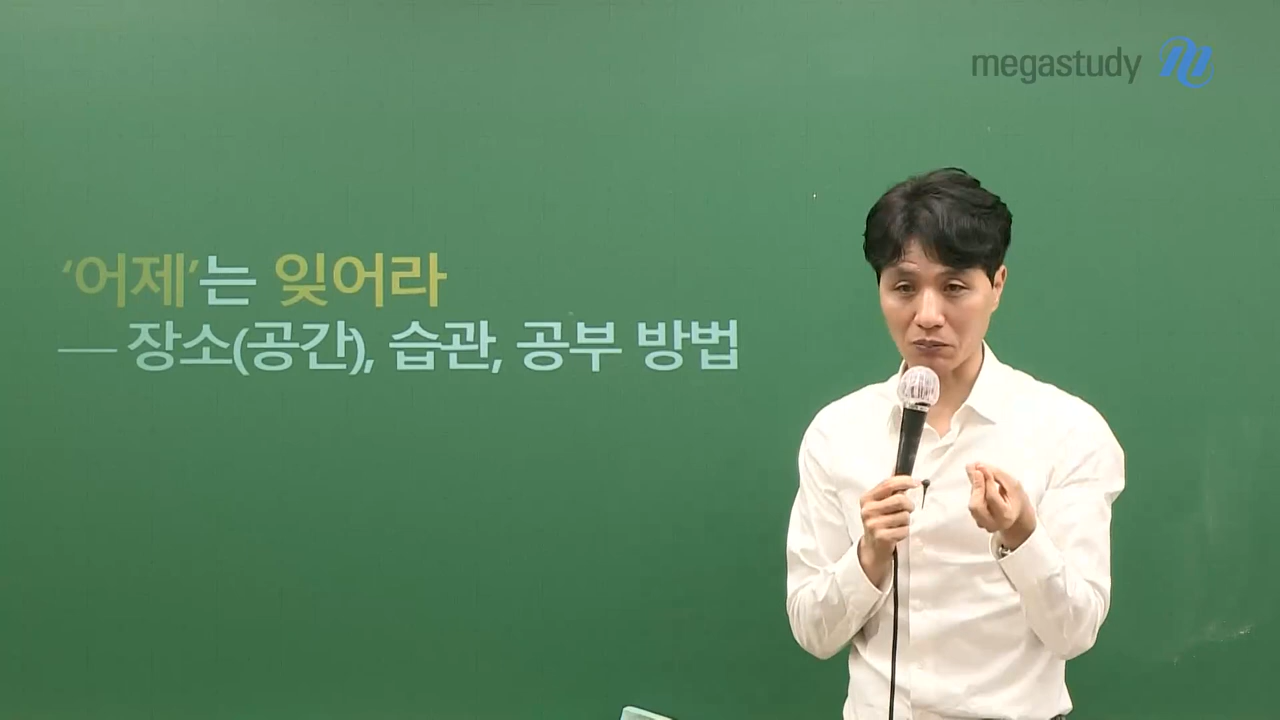 megastudy
‘어제’는 잊어라
— 장소(공간), 습관, 공부 방법